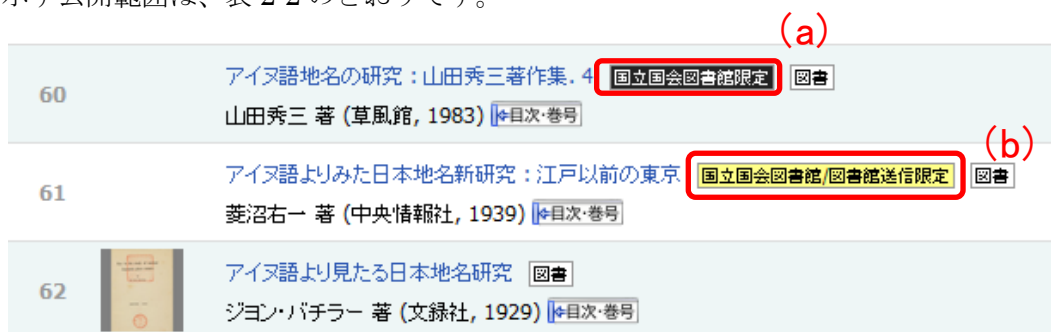 示す公開範囲は、表 2-2 のとおりです。
(a)
60
アイヌ語地名の研究：山田秀三著作集. 4 国立国会図書館限定 図書
山田秀三 著 (草風館, 1983) 目次・巻号
(b)
61
アイヌ語よりみた日本地名新研究：江戸以前の東京 国立国会図書館/図書館送信限定 図書
菱沼右一 著 (中央情報社, 1939) 目次・巻号
62
アイヌ語より見たる日本地名研究 図書
ジョン・バチラー 著 (文録社, 1929) 目次・巻号